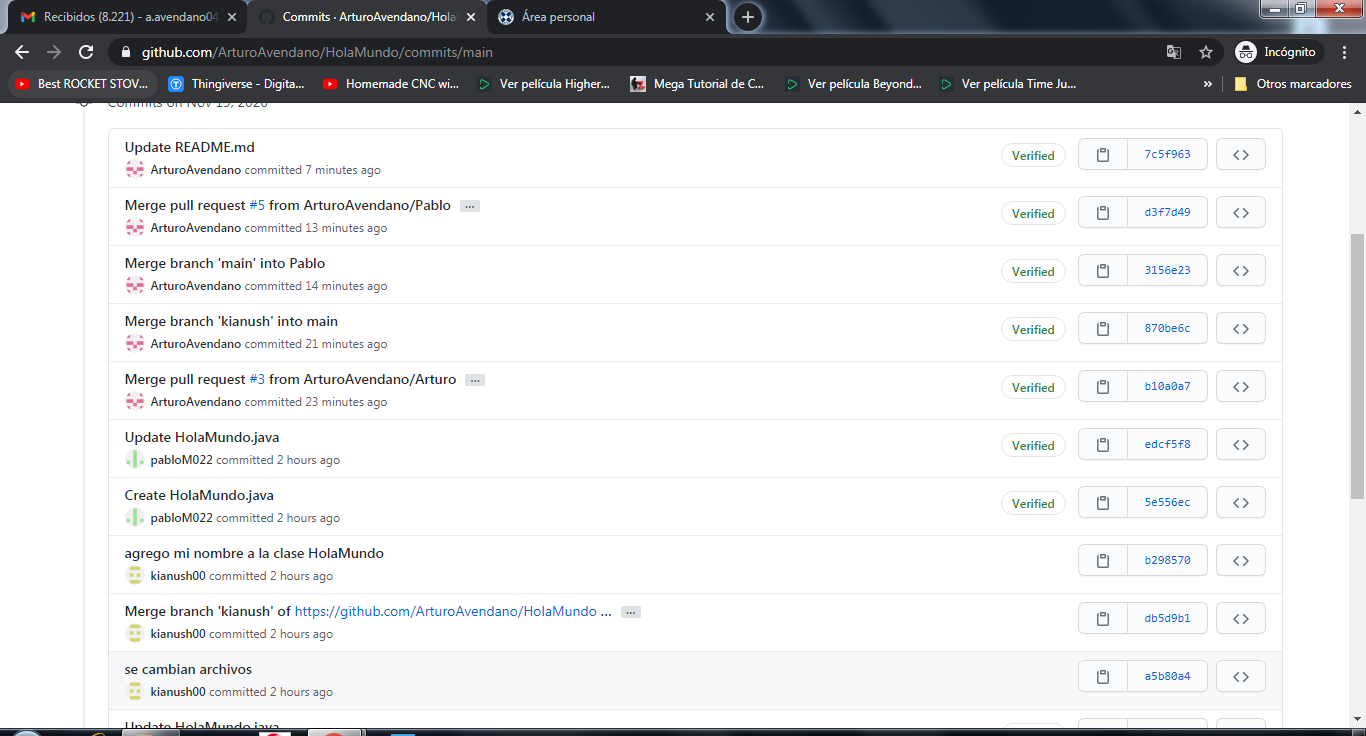 Recibidos (8.221) - a.avendano04
Commits · ArturoAvendano/Hola
Área personal
github.com/ArturoAvendano/HolaMundo/commits/main
Incógnito
Best ROCKET STOV...
Thingiverse - Digita...
Homemade CNC wi...
Ver película Higher...
Mega Tutorial de C...
Ver película Beyond...
Ver película Time Ju...
»
Otros marcadores
Commits on Nov 19, 2020
Update README.md
ArturoAvendano committed 7 minutes ago
Verified
7c5f963
Merge pull request #5 from ArturoAvendano/Pablo ...
ArturoAvendano committed 13 minutes ago
Verified
d3f7d49
Merge branch 'main' into Pablo
ArturoAvendano committed 14 minutes ago
Verified
3156e23
Merge branch 'kianush' into main
ArturoAvendano committed 21 minutes ago
Verified
870be6c
Merge pull request #3 from ArturoAvendano/Arturo ...
ArturoAvendano committed 23 minutes ago
Verified
b10a0a7
Update HolaMundo.java
pabloM022 committed 2 hours ago
Verified
edcf5f8
Create HolaMundo.java
pabloM022 committed 2 hours ago
Verified
5e556ec
agrego mi nombre a la clase HolaMundo
kianush00 committed 2 hours ago
b298570
Merge branch 'kianush' of https://github.com/ArturoAvendano/HolaMundo ... ...
kianush00 committed 2 hours ago
db5d9b1
se cambian archivos
kianush00 committed 2 hours ago
a5b80a4
Update HolaMundo.java